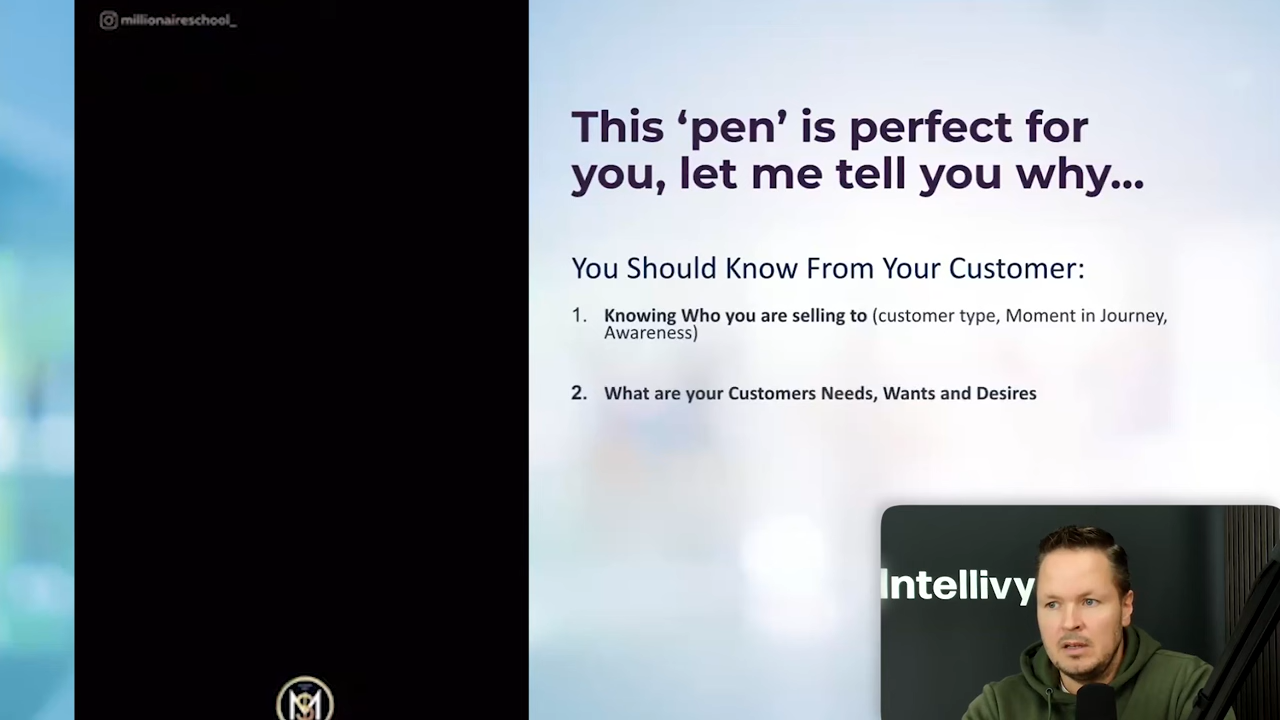 millionaireschool_
This ‘pen’ is perfect for
you, let me tell you why...
You Should Know From Your Customer:
1. Knowing Who you are selling to (customer type, Moment in Journey,
Awareness)
2. What are your Customers Needs, Wants and Desires
Intellivy